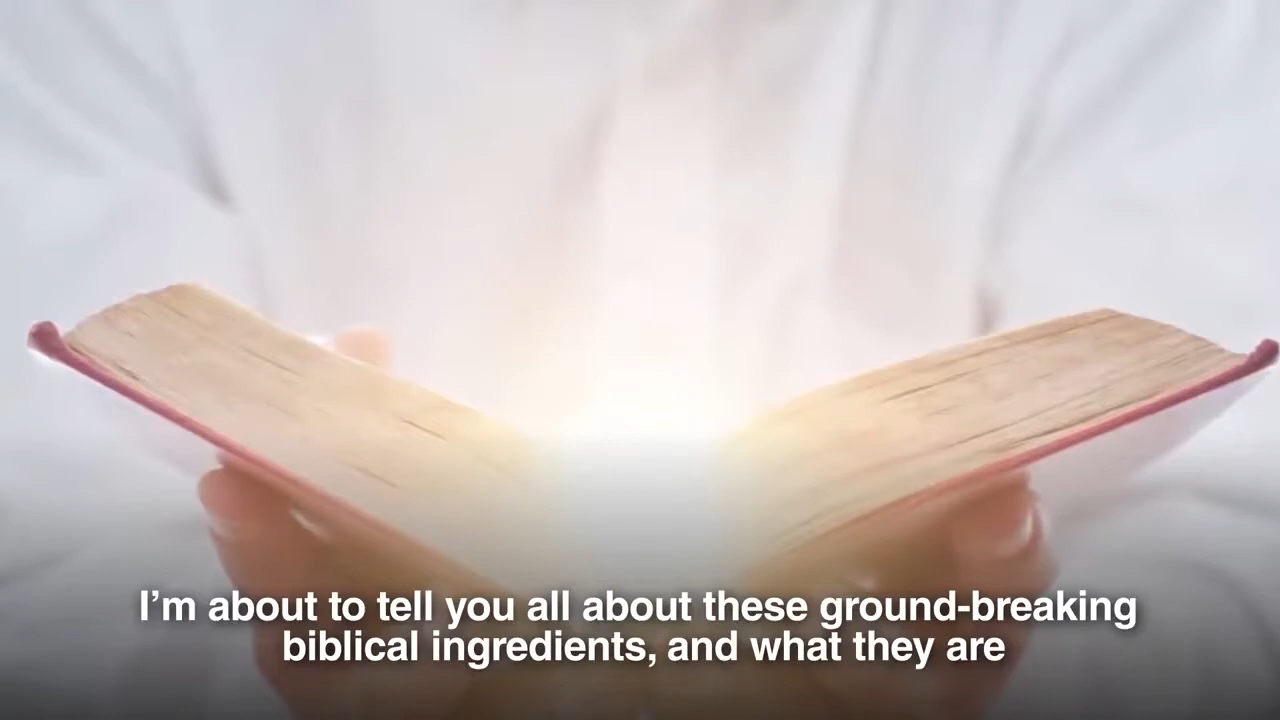 I’m about to tell you all about these ground-breaking
biblical ingredients, and what they are